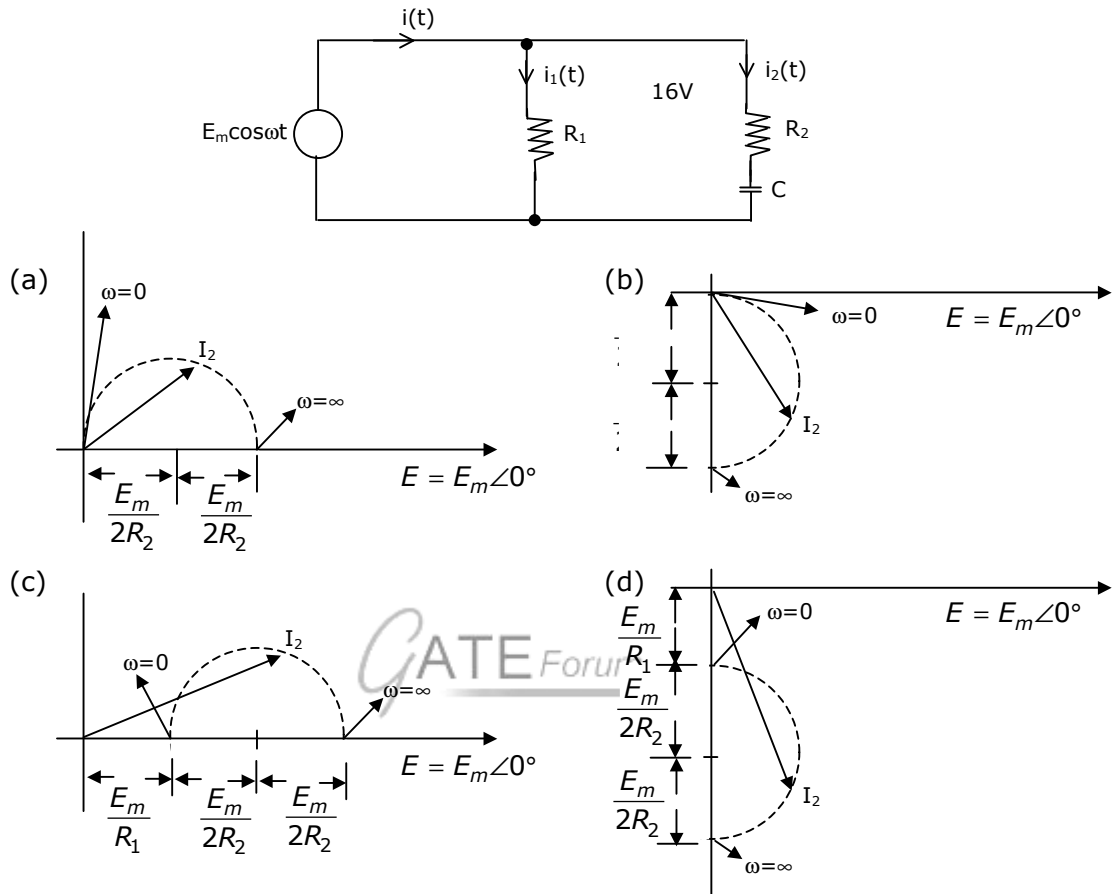 i(t)
i₁(t)
i₂(t)
16V
Eₘcosωt
R₁
R₂
C
(a)
ω=0
I₂
ω=∞
E = Eₘ∠0°
Eₘ/2R₂ Eₘ/2R₂
(b)
ω=0
E = Eₘ∠0°
I₂
ω=∞
(c)
ω=0
I₂
ω=∞
E = Eₘ∠0°
Eₘ/R₁ Eₘ/2R₂ Eₘ/2R₂
GATE Forum
(d)
ω=0
E = Eₘ∠0°
Eₘ/R₁
Eₘ/2R₂
Eₘ/2R₂
I₂
ω=∞